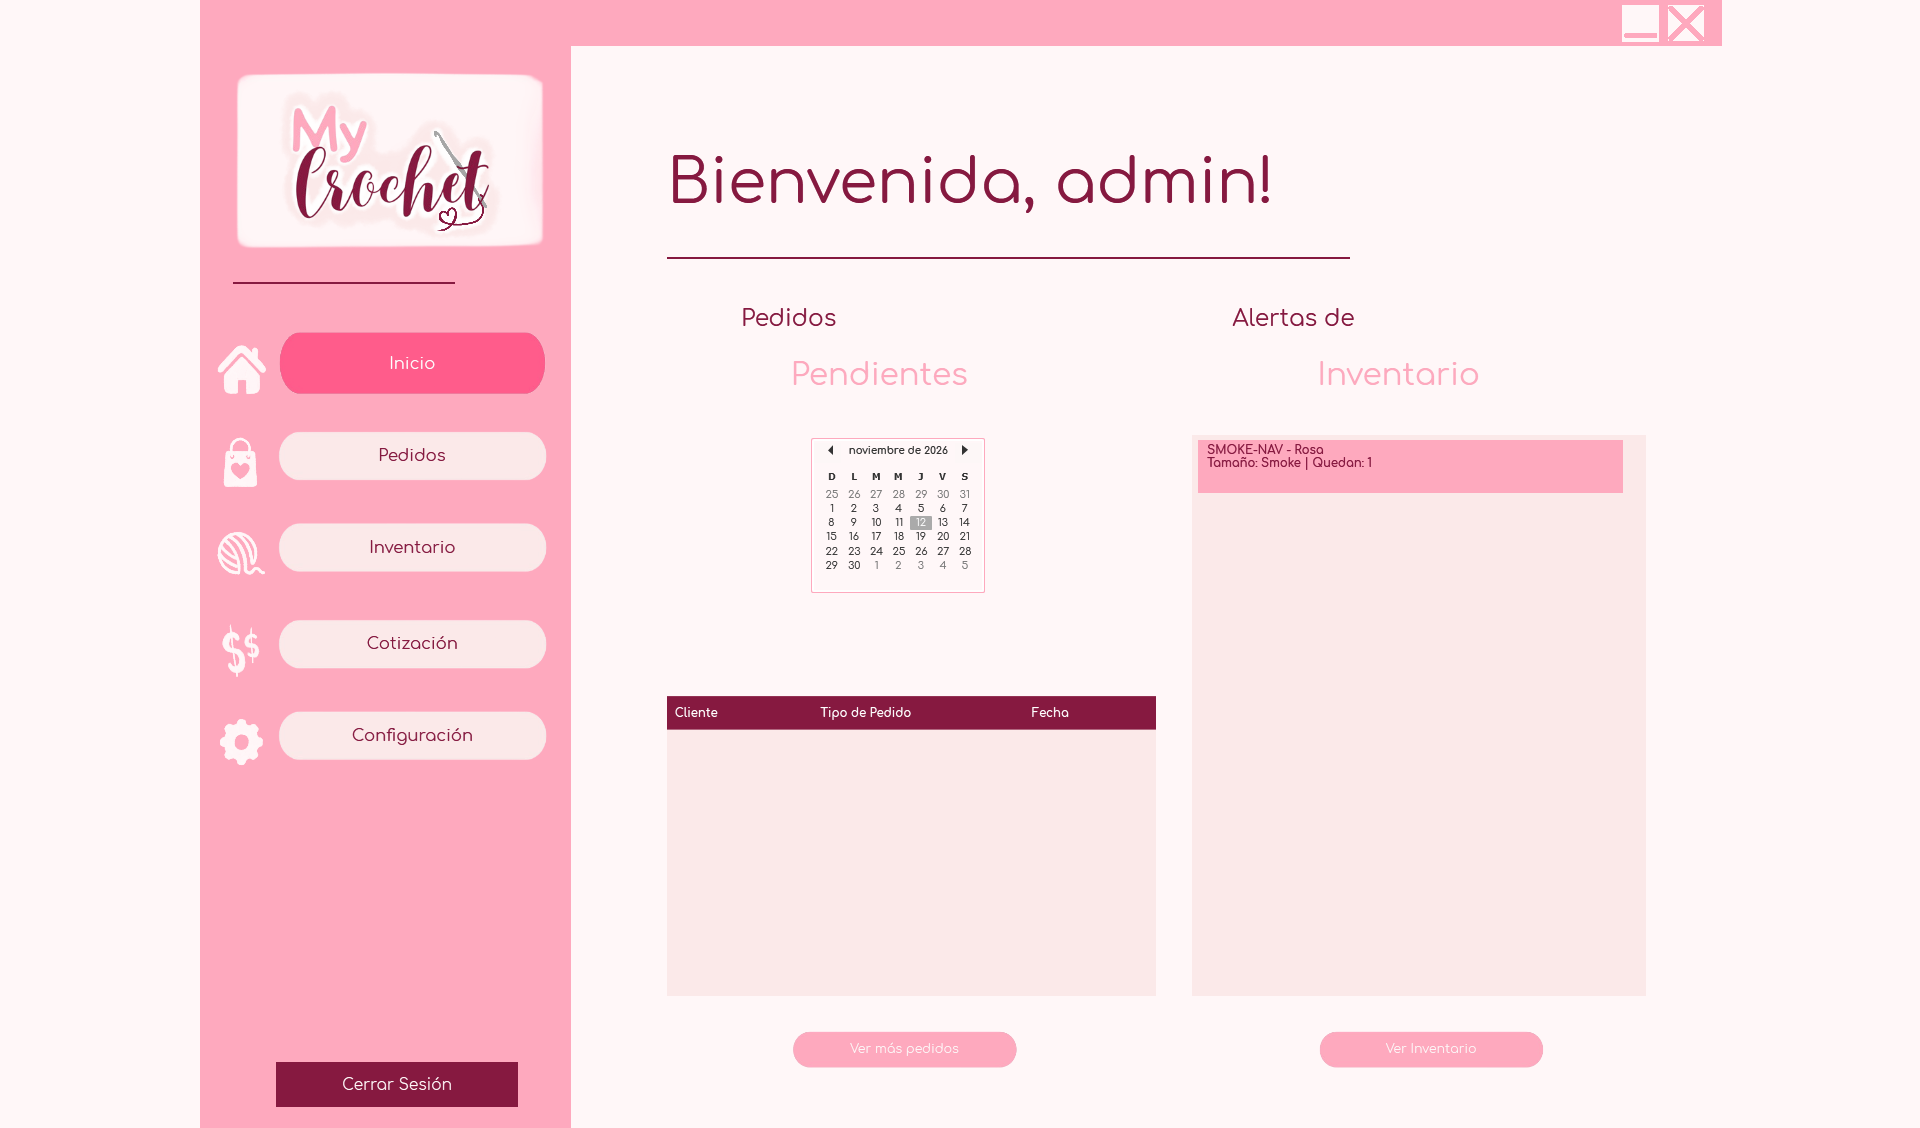 My
Crochet
Inicio
Pedidos
Inventario
$ $
Cotización
Configuración
Cerrar Sesión
Bienvenida, admin!
Pedidos
Pendientes
noviembre de 2026
D L M M J V S
25 26 27 28 29 30 31
1 2 3 4 5 6 7
8 9 10 11 12 13 14
15 16 17 18 19 20 21
22 23 24 25 26 27 28
29 30 1 2 3 4 5
Cliente Tipo de Pedido Fecha
Ver más pedidos
Alertas de
Inventario
SMOKE-NAV - Rosa
Tamaño: Smoke | Quedan: 1
Ver Inventario